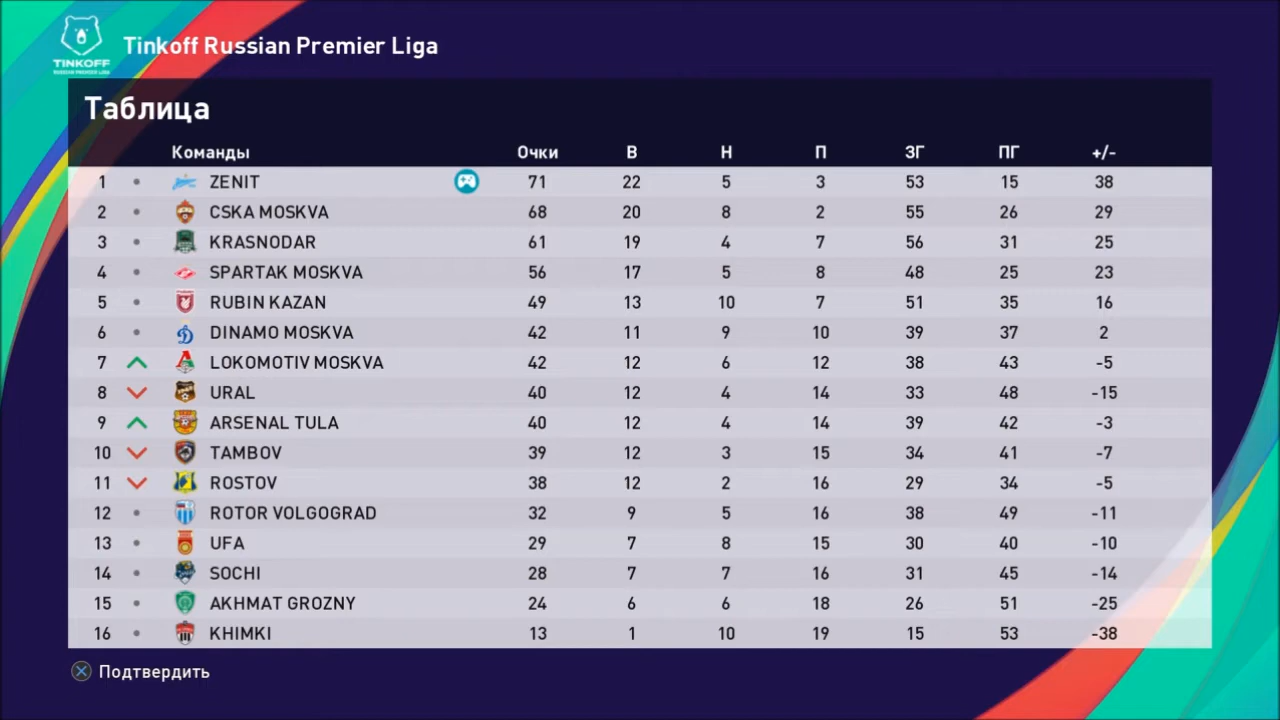 Tinkoff Russian Premier Liga
TINKOFF
RUSSIAN PREMIER LIGA
Таблица
Команды Очки В Н П ЗГ ПГ +/-
1 ZENIT 71 22 5 3 53 15 38
2 CSKA MOSKVA 68 20 8 2 55 26 29
3 KRASNODAR 61 19 4 7 56 31 25
4 SPARTAK MOSKVA 56 17 5 8 48 25 23
5 RUBIN KAZAN 49 13 10 7 51 35 16
6 DINAMO MOSKVA 42 11 9 10 39 37 2
7 LOKOMOTIV MOSKVA 42 12 6 12 38 43 -5
8 URAL 40 12 4 14 33 48 -15
9 ARSENAL TULA 40 12 4 14 39 42 -3
10 TAMBOV 39 12 3 15 34 41 -7
11 ROSTOV 38 12 2 16 29 34 -5
12 ROTOR VOLGOGRAD 32 9 5 16 38 49 -11
13 UFA 29 7 8 15 30 40 -10
14 SOCHI 28 7 7 16 31 45 -14
15 AKHMAT GROZNY 24 6 6 18 26 51 -25
16 KHIMKI 13 1 10 19 15 53 -38
Подтвердить